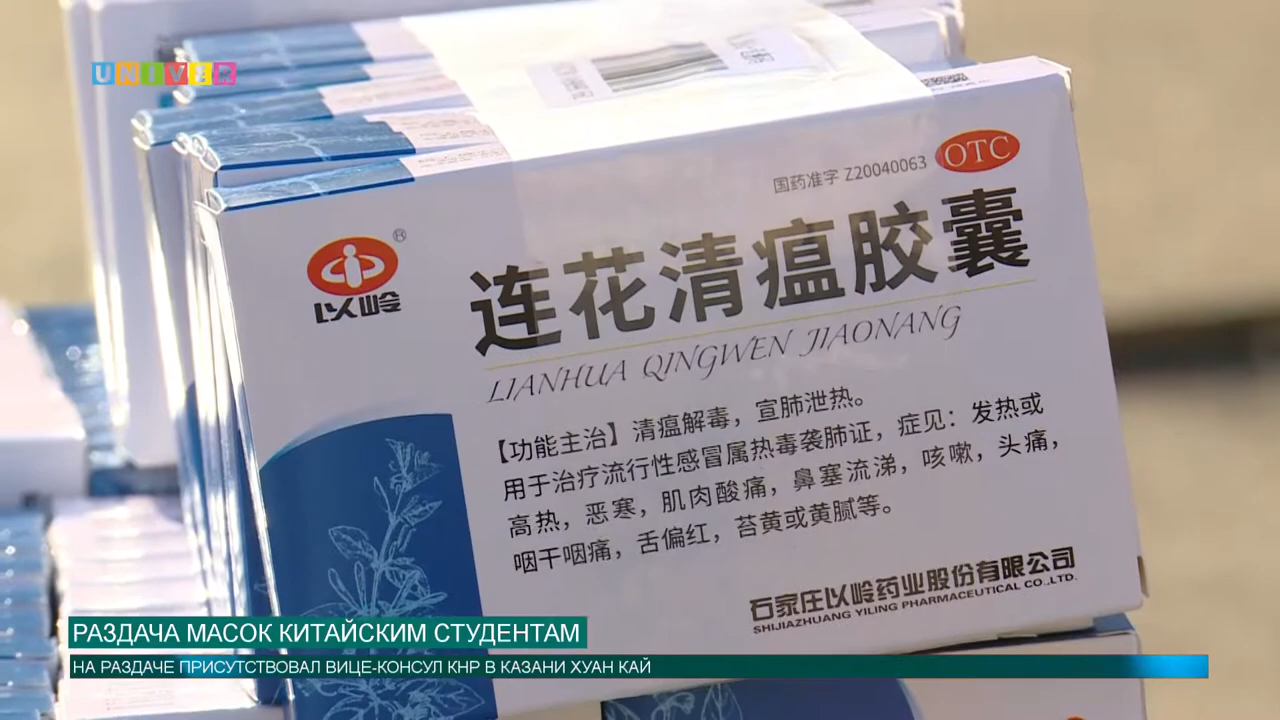 UNIVER
OTC
国药准字 Z20040063
以岭
®
连花清瘟胶囊
LIANHUA QINGWEN JIAONANG
【功能主治】清瘟解毒，宣肺泄热。
用于治疗流行性感冒属热毒袭肺证，症见：发热或
高热，恶寒，肌肉酸痛，鼻塞流涕，咳嗽，头痛，
咽干咽痛，舌偏红，苔黄或黄腻等。
石家庄以岭药业股份有限公司
SHIJIAZHUANG YILING PHARMACEUTICAL CO.,LTD.
РАЗДАЧА МАСОК КИТАЙСКИМ СТУДЕНТАМ
НА РАЗДАЧЕ ПРИСУТСТВОВАЛ ВИЦЕ-КОНСУЛ КНР В КАЗАНИ ХУАН КАЙ